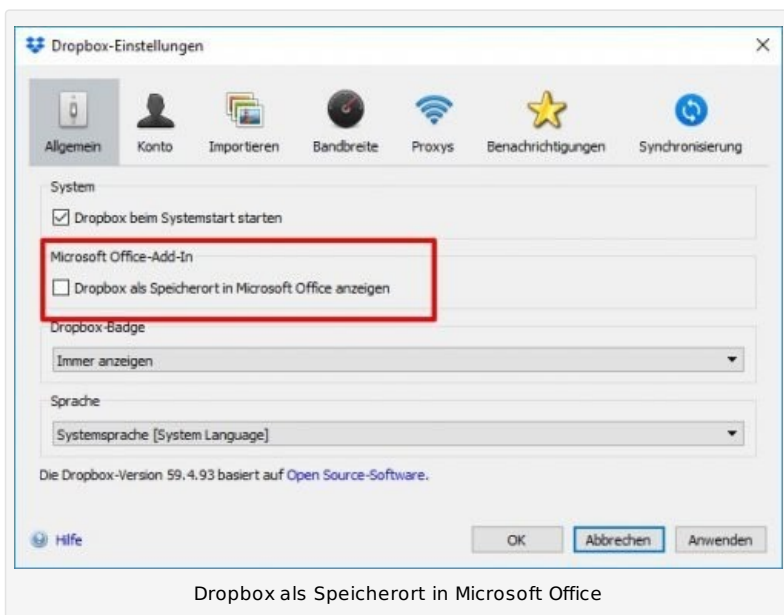 Dropbox-Einstellungen
Allgemein Konto Importieren Bandbreite Proxys Benachrichtigungen Synchronisierung
System
Dropbox beim Systemstart starten
Microsoft Office-Add-In
Dropbox als Speicherort in Microsoft Office anzeigen
Dropbox-Badge
Immer anzeigen
Sprache
Systemsprache [System Language]
Die Dropbox-Version 59.4.93 basiert auf Open Source-Software.
Hilfe OK Abbrechen Anwenden
Dropbox als Speicherort in Microsoft Office